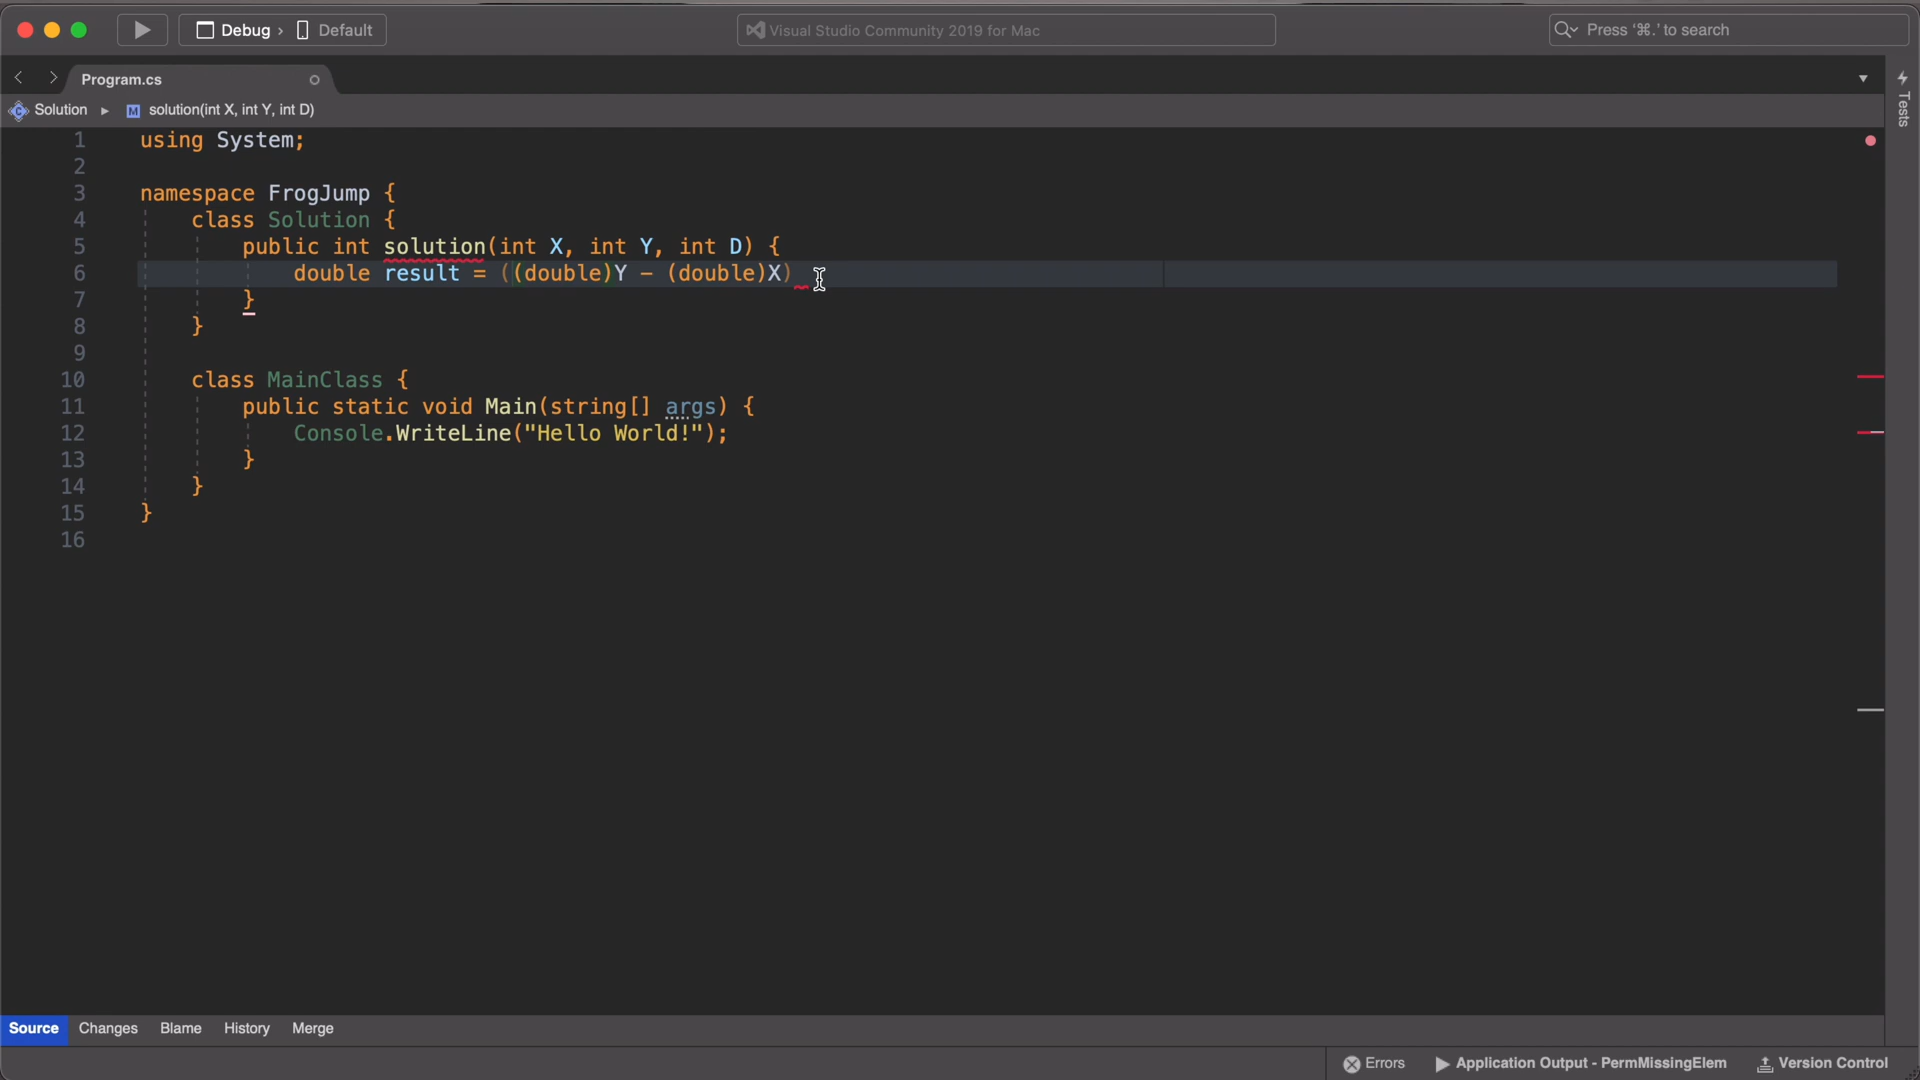 Debug › Default
Visual Studio Community 2019 for Mac
Press '⌘.' to search
Program.cs
Tests
Solution ▸ M solution(int X, int Y, int D)
1 using System;
2
3 namespace FrogJump {
4 class Solution {
5 public int solution(int X, int Y, int D) {
6 double result = ((double)Y - (double)X)
7 }
8 }
9
10 class MainClass {
11 public static void Main(string[] args) {
12 Console.WriteLine("Hello World!");
13 }
14 }
15 }
16
Source Changes Blame History Merge
Errors Application Output - PermMissingElem Version Control